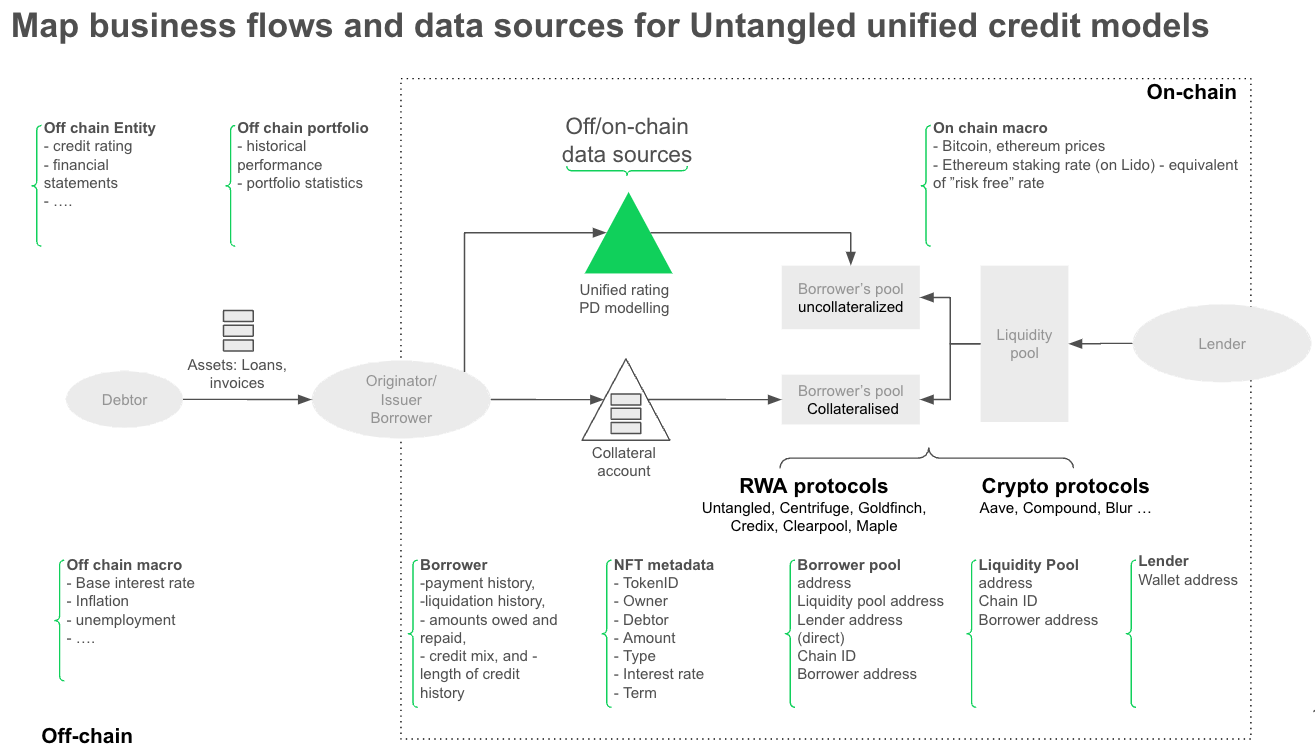 Map business flows and data sources for Untangled unified credit models
On-chain
Off chain Entity
- credit rating
- financial
statements
- ….
Off chain portfolio
- historical
performance
- portfolio statistics
Off/on-chain
data sources
On chain macro
- Bitcoin, ethereum prices
- Ethereum staking rate (on Lido) - equivalent
of ”risk free” rate
Unified rating
PD modelling
Borrower’s pool
uncollateralized
Liquidity
pool
Lender
Assets: Loans,
invoices
Debtor
Originator/
Issuer
Borrower
Borrower’s pool
Collateralised
Collateral
account
RWA protocols
Untangled, Centrifuge, Goldfinch,
Credix, Clearpool, Maple
Crypto protocols
Aave, Compound, Blur …
Off chain macro
- Base interest rate
- Inflation
- unemployment
- ….
Borrower
-payment history,
-liquidation history,
- amounts owed and
repaid,
- credit mix, and -
length of credit
history
NFT metadata
- TokenID
- Owner
- Debtor
- Amount
- Type
- Interest rate
- Term
Borrower pool
address
Liquidity pool address
Lender address
(direct)
Chain ID
Borrower address
Liquidity Pool
address
Chain ID
Borrower address
Lender
Wallet address
Off-chain